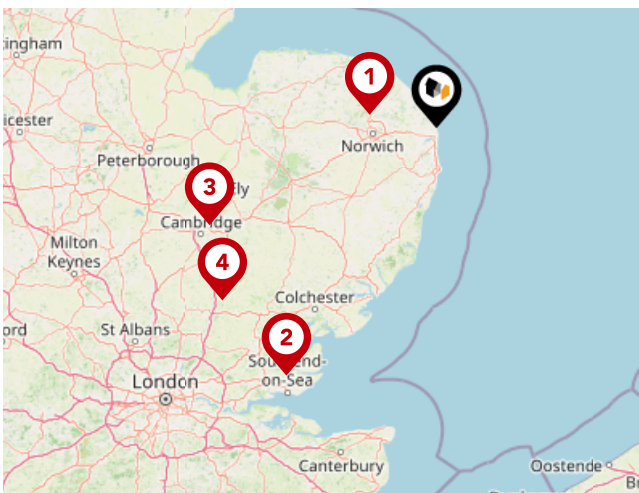 ingham
1
icester
Norwich
Peterborough
3
Ely
Cambridge
Milton
Keynes
4
Colchester
ord
St Albans
2
Southend-
on-Sea
London
Canterbury
Oostende